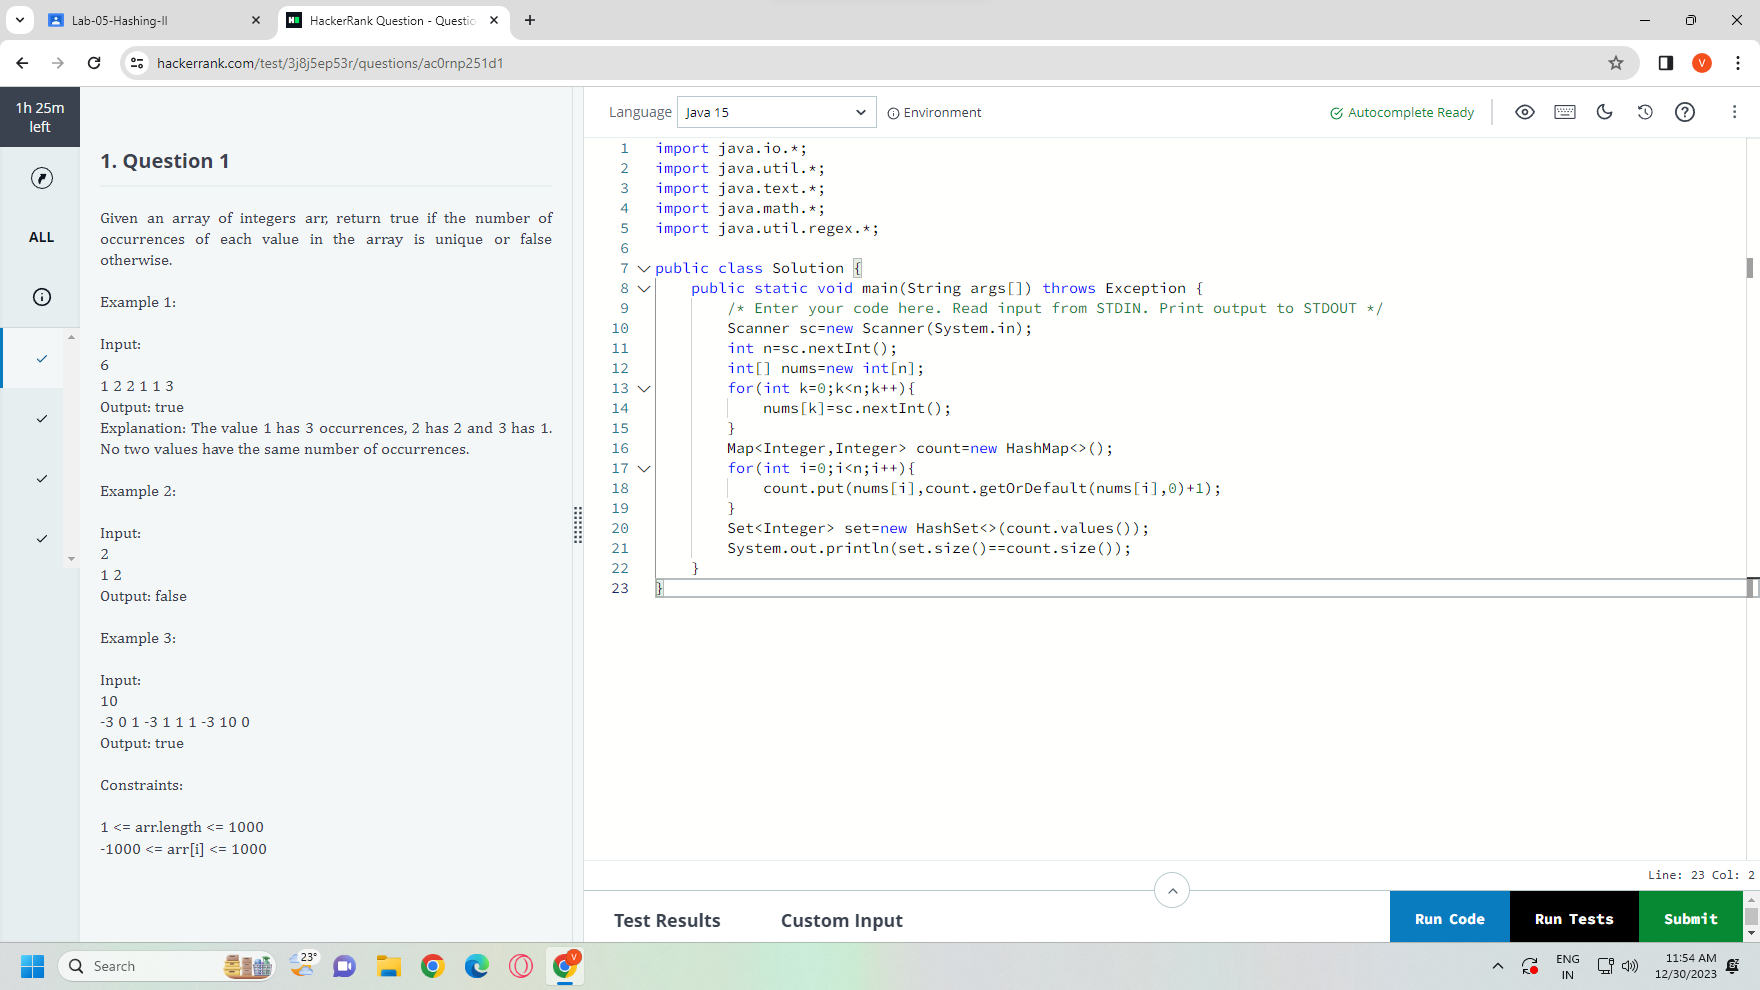 Lab-05-Hashing-II
HackerRank Question - Questio
hackerrank.com/test/3j8j5ep53r/questions/ac0rnp251d1
V
1h 25m
left
ALL
1. Question 1
Given an array of integers arr, return true if the number of
occurrences of each value in the array is unique or false
otherwise.
Example 1:
Input:
6
1 2 2 1 1 3
Output: true
Explanation: The value 1 has 3 occurrences, 2 has 2 and 3 has 1.
No two values have the same number of occurrences.
Example 2:
Input:
2
1 2
Output: false
Example 3:
Input:
10
-3 0 1 -3 1 1 1 -3 10 0
Output: true
Constraints:
1 <= arr.length <= 1000
-1000 <= arr[i] <= 1000
Language Java 15 Environment Autocomplete Ready
1 import java.io.*;
2 import java.util.*;
3 import java.text.*;
4 import java.math.*;
5 import java.util.regex.*;
6
7 public class Solution {
8 public static void main(String args[]) throws Exception {
9 /* Enter your code here. Read input from STDIN. Print output to STDOUT */
10 Scanner sc=new Scanner(System.in);
11 int n=sc.nextInt();
12 int[] nums=new int[n];
13 for(int k=0;k<n;k++){
14 nums[k]=sc.nextInt();
15 }
16 Map<Integer,Integer> count=new HashMap<>();
17 for(int i=0;i<n;i++){
18 count.put(nums[i],count.getOrDefault(nums[i],0)+1);
19 }
20 Set<Integer> set=new HashSet<>(count.values());
21 System.out.println(set.size()==count.size());
22 }
23 }
Line: 23 Col: 2
Test Results Custom Input Run Code Run Tests Submit
Search
23°
V
ENG
IN
11:54 AM
12/30/2023